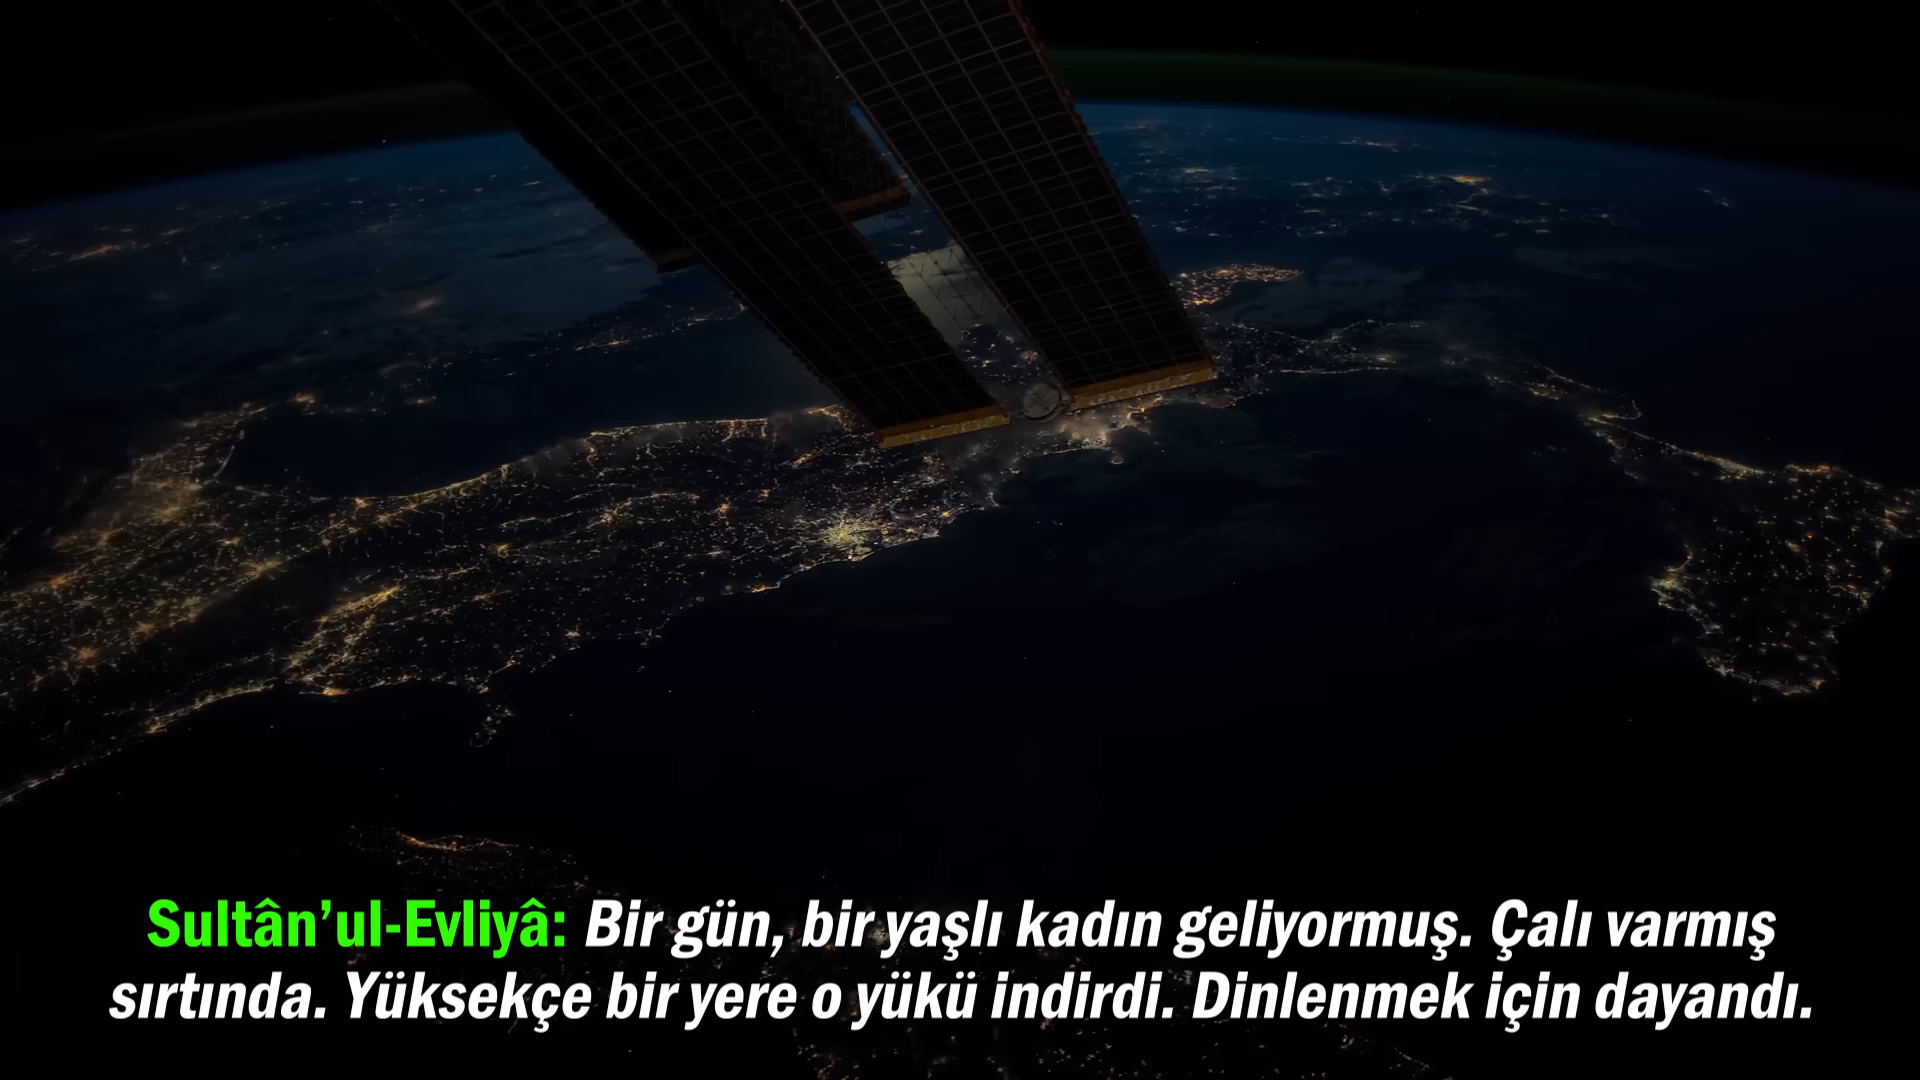 Sultân’ul-Evliyâ: Bir gün, bir yaşlı kadın geliyormuş. Çalı varmış
sırtında. Yüksekçe bir yere o yükü indirdi. Dinlenmek için dayandı.